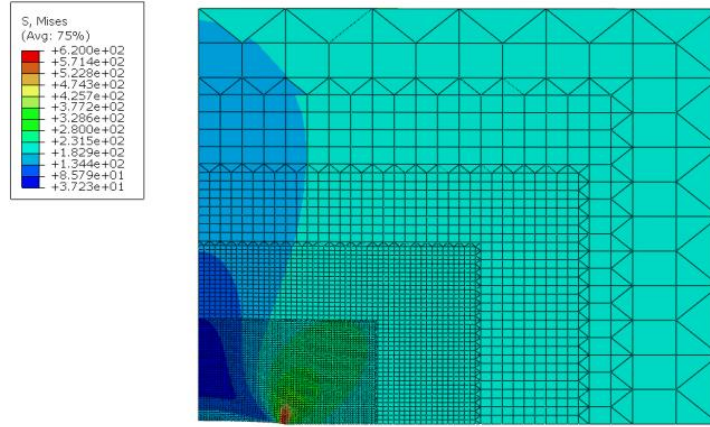 S, Mises
(Avg: 75%)
+6.200e+02
+5.714e+02
+5.228e+02
+4.743e+02
+4.257e+02
+3.772e+02
+3.286e+02
+2.800e+02
+2.315e+02
+1.829e+02
+1.344e+02
+8.579e+01
+3.723e+01